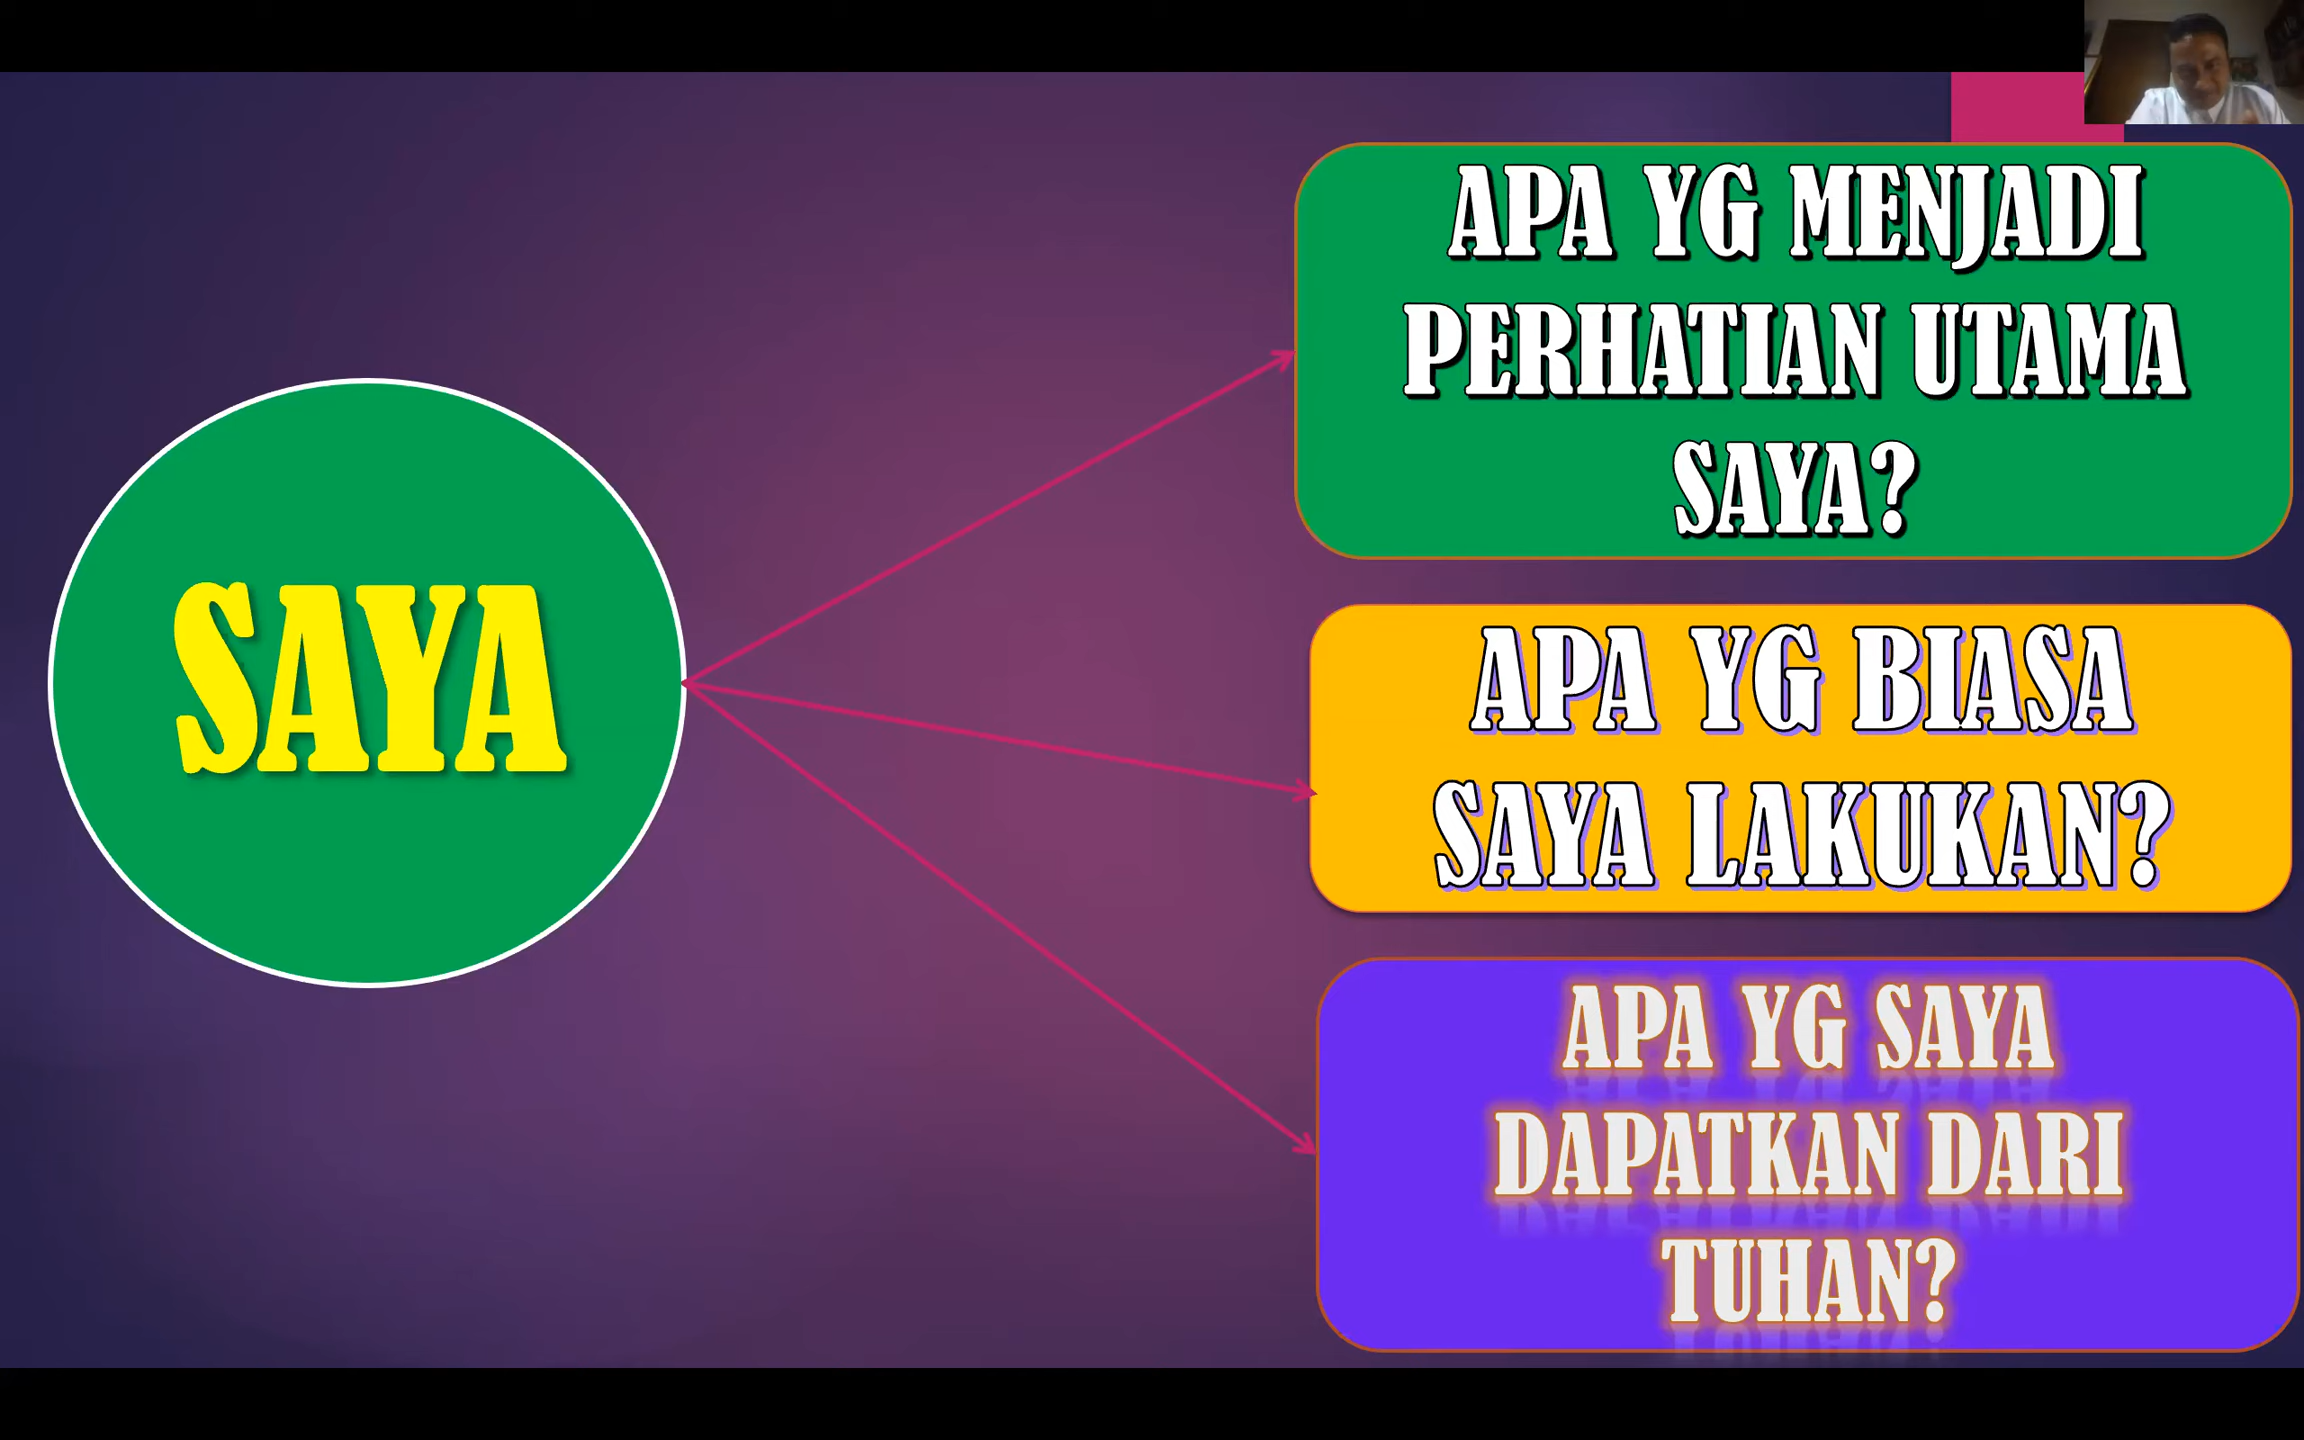 SAYA
APA YG MENJADI
PERHATIAN UTAMA
SAYA?
APA YG BIASA
SAYA LAKUKAN?
APA YG SAYA
DAPATKAN DARI
TUHAN?